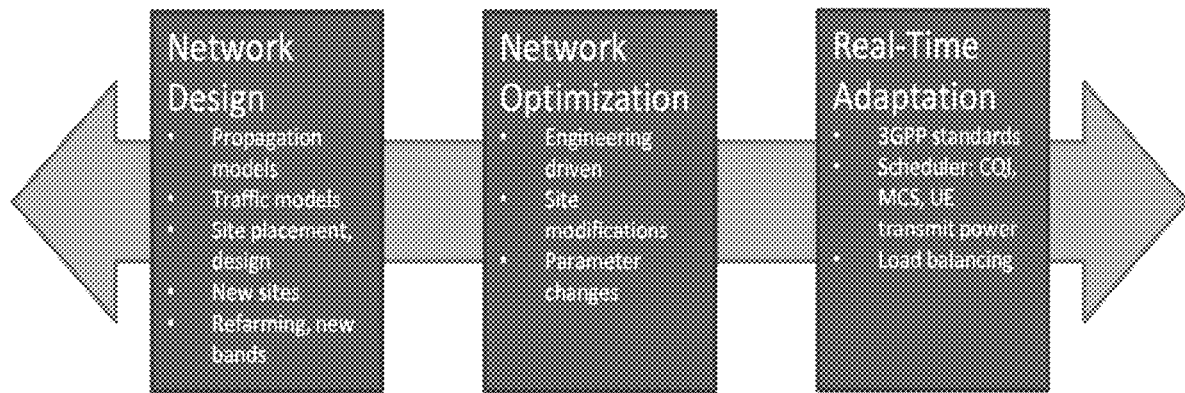 Network
Design
• Propagation
models
• Traffic models
• Site placement,
design
• New sites
• Refarming, new
bands
Network
Optimization
• Engineering
driven
• Site
modifications
• Parameter
changes
Real-Time
Adaptation
• 3GPP standards
• Scheduler: CQI,
MCS, UE
transmit power
• Load balancing